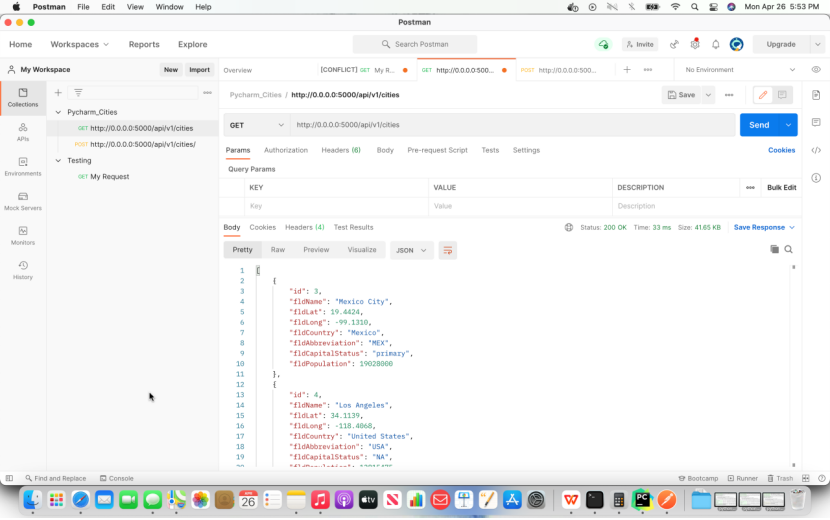 Postman File Edit View Window Help Mon Apr 26 5:53 PM
Postman
Home Workspaces Reports Explore Search Postman Invite Upgrade
My Workspace New Import Overview [CONFLICT] GET My R... GET http://0.0.0.0:500... POST http://0.0.0.0:500... No Environment
Collections
APIs
Environments
Mock Servers
Monitors
History
Pycharm_Cities
GET http://0.0.0.0:5000/api/v1/cities
POST http://0.0.0.0:5000/api/v1/cities/
Testing
GET My Request
Pycharm_Cities / http://0.0.0.0:5000/api/v1/cities Save
GET http://0.0.0.0:5000/api/v1/cities Send
Params Authorization Headers (6) Body Pre-request Script Tests Settings Cookies
Query Params
KEY VALUE DESCRIPTION Bulk Edit
Key Value Description
Body Cookies Headers (4) Test Results Status: 200 OK Time: 33 ms Size: 41.65 KB Save Response
Pretty Raw Preview Visualize JSON
1 [
2 {
3 "id": 3,
4 "fldName": "Mexico City",
5 "fldLat": 19.4424,
6 "fldLong": -99.1310,
7 "fldCountry": "Mexico",
8 "fldAbbreviation": "MEX",
9 "fldCapitalStatus": "primary",
10 "fldPopulation": 19028000
11 },
12 {
13 "id": 4,
14 "fldName": "Los Angeles",
15 "fldLat": 34.1139,
16 "fldLong": -118.4068,
17 "fldCountry": "United States",
18 "fldAbbreviation": "USA",
19 "fldCapitalStatus": "NA",
Find and Replace Console Bootcamp Runner Trash
APR
26
tv
PC